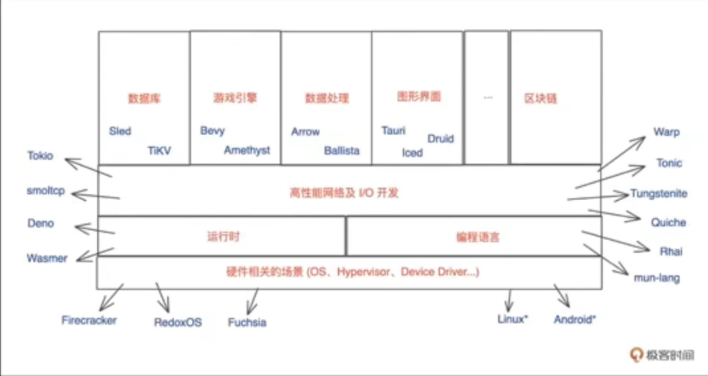 数据库
游戏引擎
数据处理
图形界面
...
区块链
Sled
TiKV
Bevy
Amethyst
Arrow
Ballista
Tauri
Druid
Iced
Tokio
smoltcp
Deno
Wasmer
高性能网络及 I/O 开发
Warp
Tonic
Tungstenite
Quiche
Rhai
mun-lang
运行时
编程语言
硬件相关的场景 (OS、Hypervisor、Device Driver...)
Firecracker
RedoxOS
Fuchsia
Linux*
Android*
极客时间